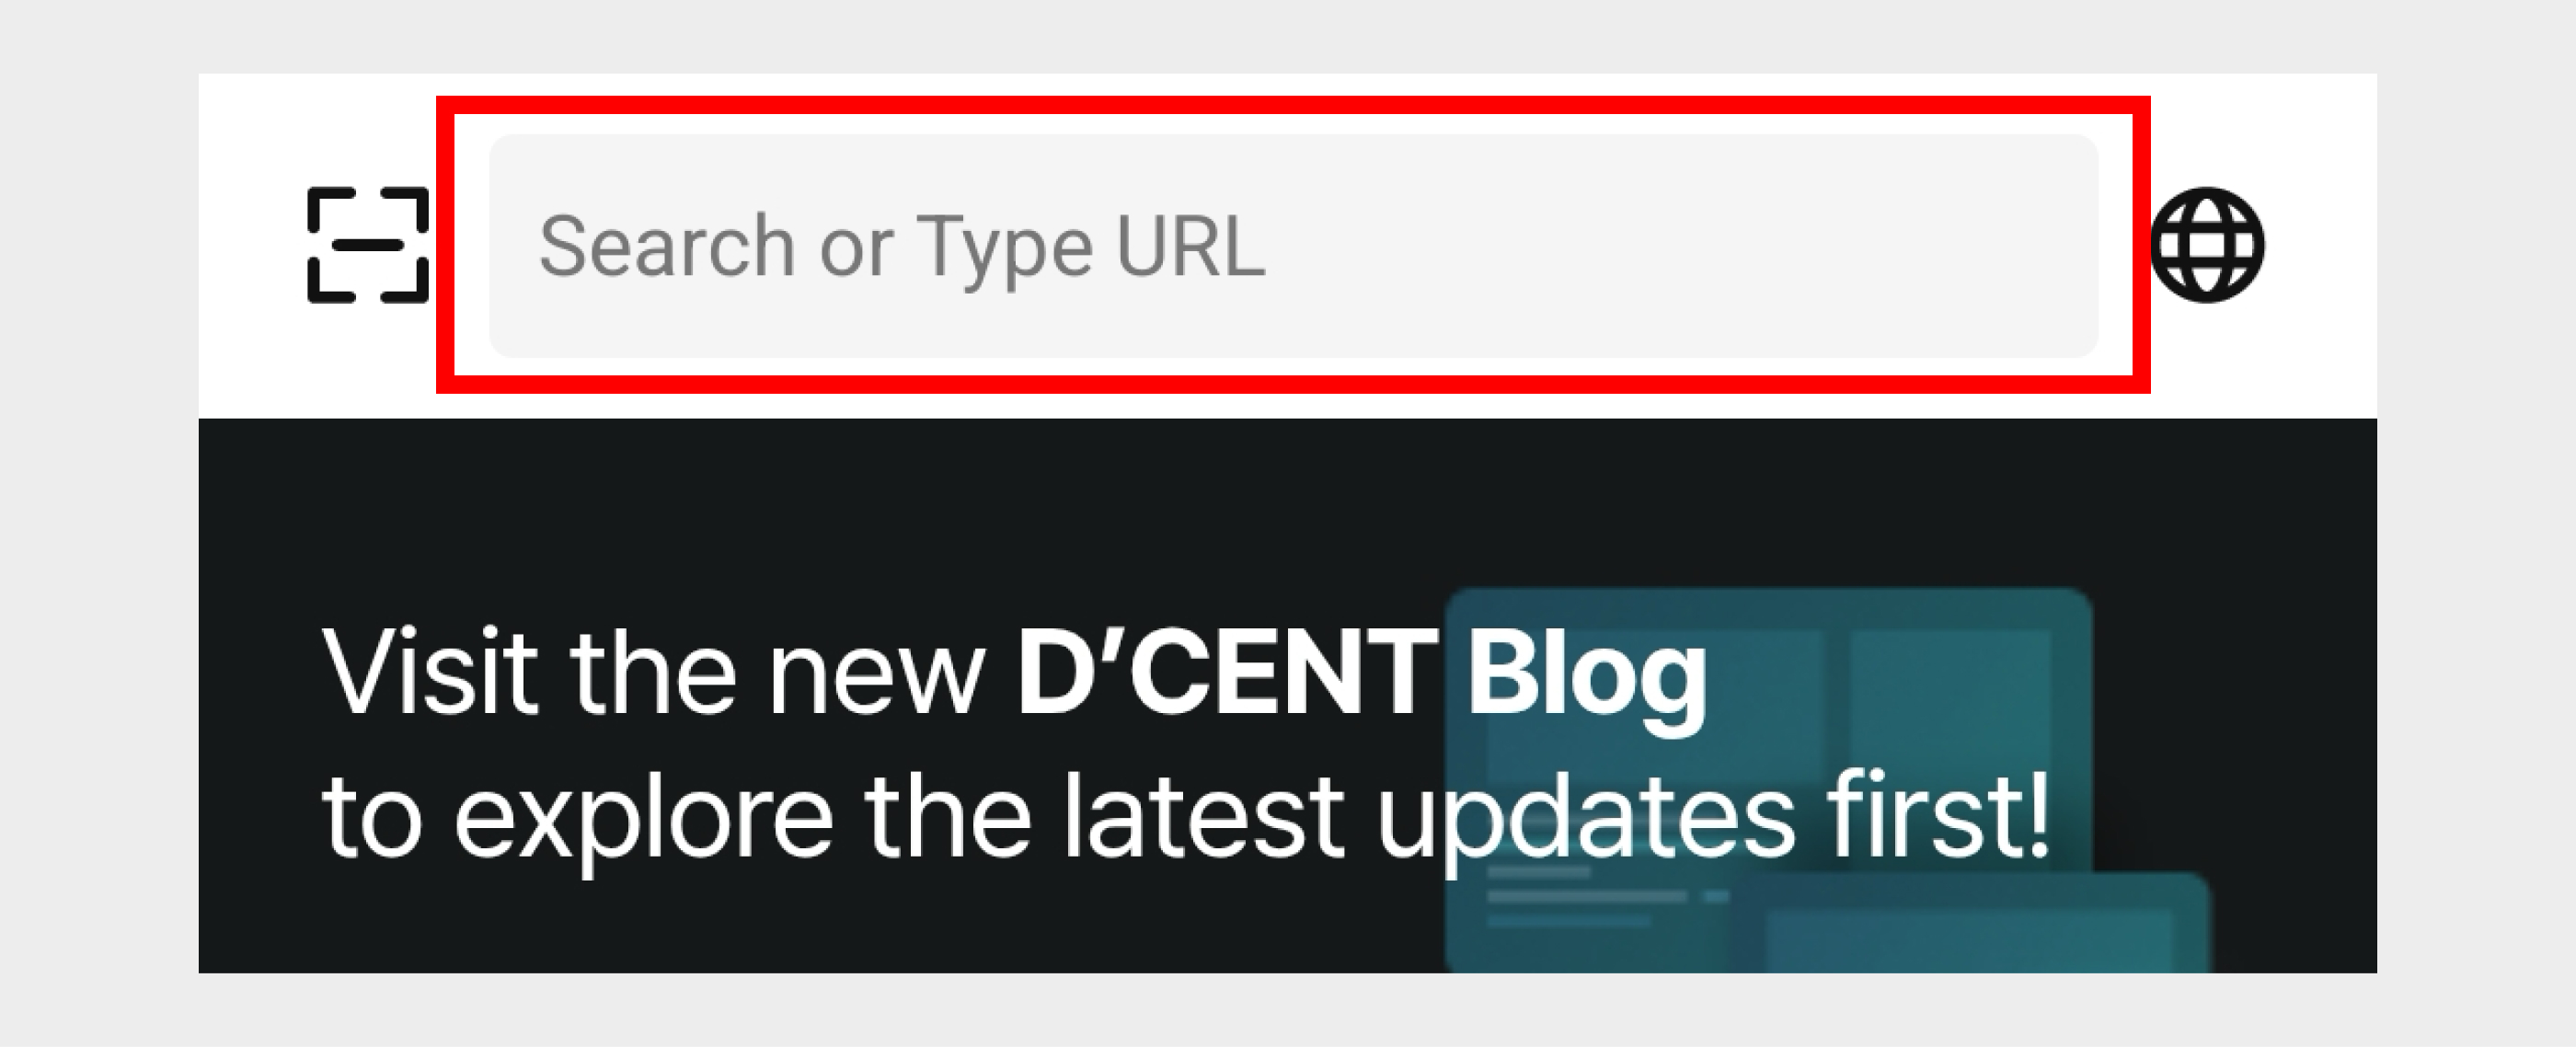 Search or Type URL
Visit the new D’CENT Blog
to explore the latest updates first!